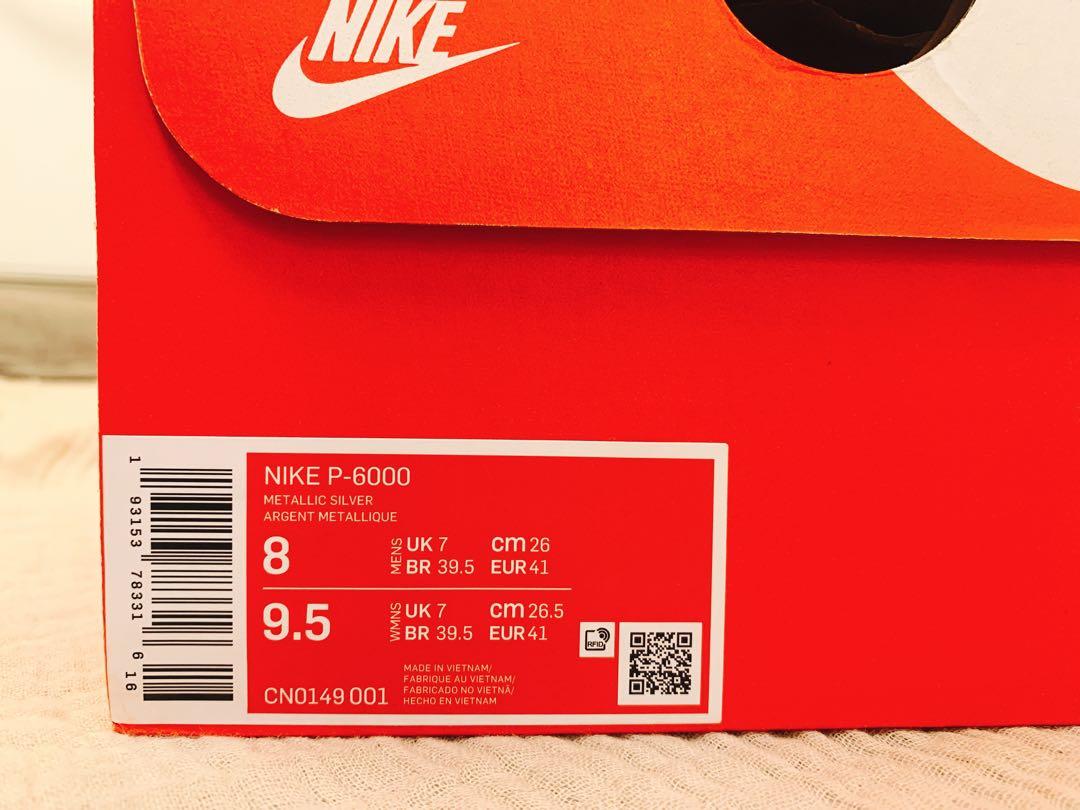 NIKE
NIKE P-6000
METALLIC SILVER
ARGENT METALLIQUE
8 MENS UK 7 cm 26
BR 39.5 EUR 41
9.5 WMNS UK 7 cm 26.5
BR 39.5 EUR 41
RFID
MADE IN VIETNAM/
FABRIQUE AU VIETNAM/
FABRICADO NO VIETNÃ/
HECHO EN VIETNAM
CN0149 001
1 93153 78331 6 16